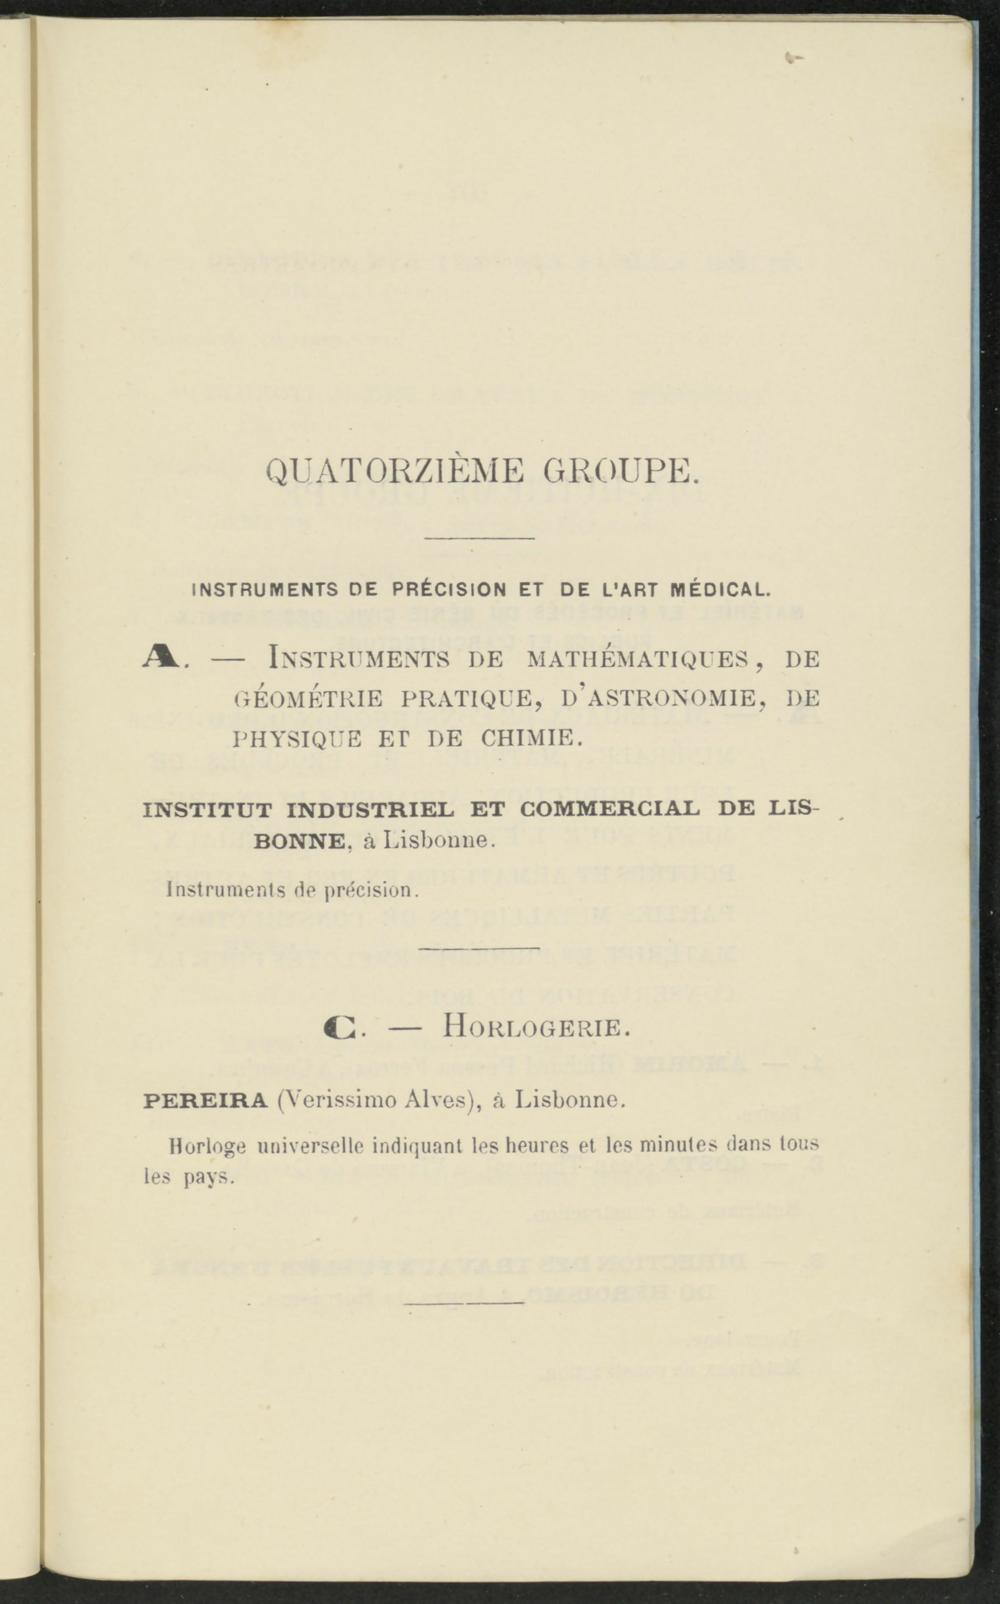 QUATORZIÈME GROUPE.
INSTRUMENTS DE PRÉCISION ET DE L'ART MÉDICAL.
A. — INSTRUMENTS DE MATHÉMATIQUES, DE
GÉOMÉTRIE PRATIQUE, D'ASTRONOMIE, DE
PHYSIQUE ET DE CHIMIE.
INSTITUT INDUSTRIEL ET COMMERCIAL DE LIS-
BONNE, à Lisbonne.
Instruments de précision.
C. — HORLOGERIE.
PEREIRA (Verissimo Alves), à Lisbonne.
Horloge universelle indiquant les heures et les minutes dans tous
les pays.